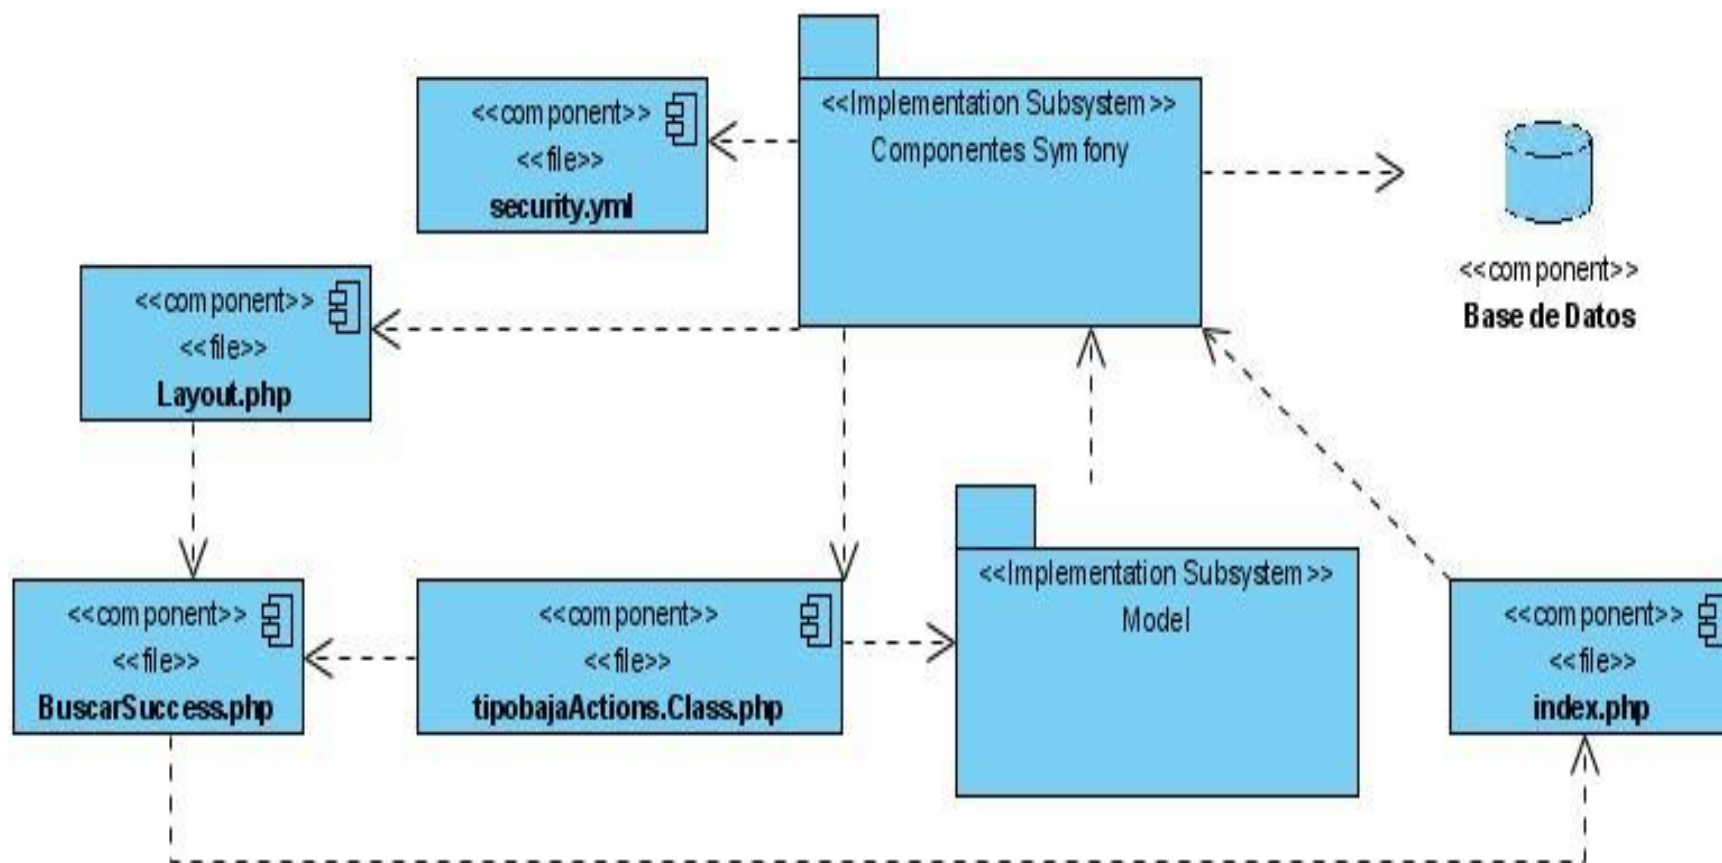 <<Implementation Subsystem>>
Componentes Symfony
<<component>>
<<file>>
security.yml
<<component>>
Base de Datos
<<component>>
<<file>>
Layout.php
<<component>>
<<file>>
BuscarSuccess.php
<<component>>
<<file>>
tipobajaActions.Class.php
<<Implementation Subsystem>>
Model
<<component>>
<<file>>
index.php